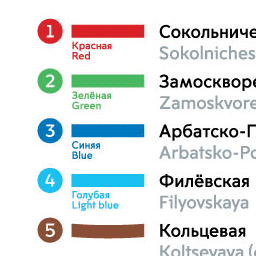 1 Сокольниче
Красная
Red
Sokolniches
2 Замоскворе
Зелёная
Green
Zamoskvore
3 Арбатско-П
Синяя
Blue
Arbatsko-Po
4 Филёвская
Голубая
Light blue
Filyovskaya
5 Кольцевая
Koltsevaya (